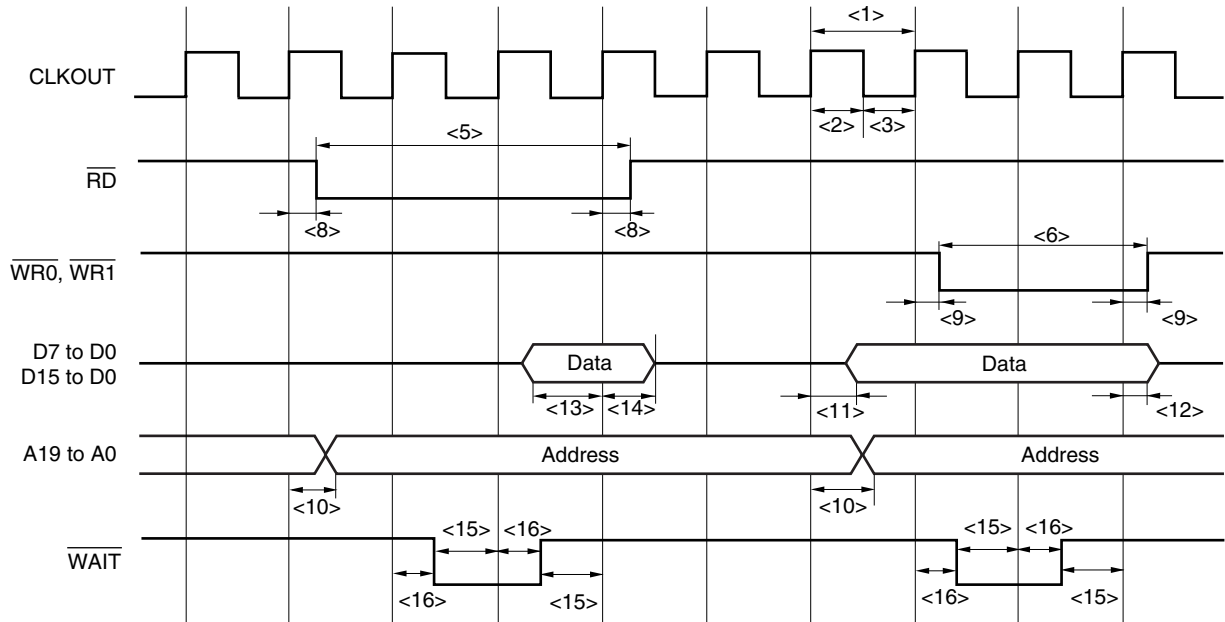 <1>
CLKOUT
<2> <3>
<5>
RD
<8> <8>
<6>
WR0, WR1
<9> <9>
D7 to D0
D15 to D0
Data Data
<13> <14> <11> <12>
A19 to A0
Address Address
<10> <10>
<15> <16> <15> <16>
WAIT
<16> <15> <16> <15>